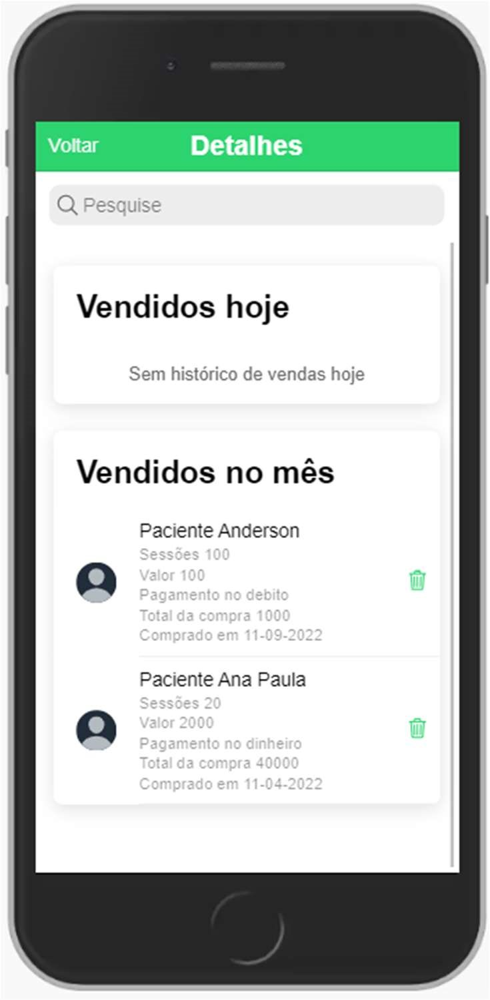 Voltar
Detalhes
Pesquise
Vendidos hoje
Sem histórico de vendas hoje
Vendidos no mês
Paciente Anderson
Sessões 100
Valor 100
Pagamento no debito
Total da compra 1000
Comprado em 11-09-2022
Paciente Ana Paula
Sessões 20
Valor 2000
Pagamento no dinheiro
Total da compra 40000
Comprado em 11-04-2022